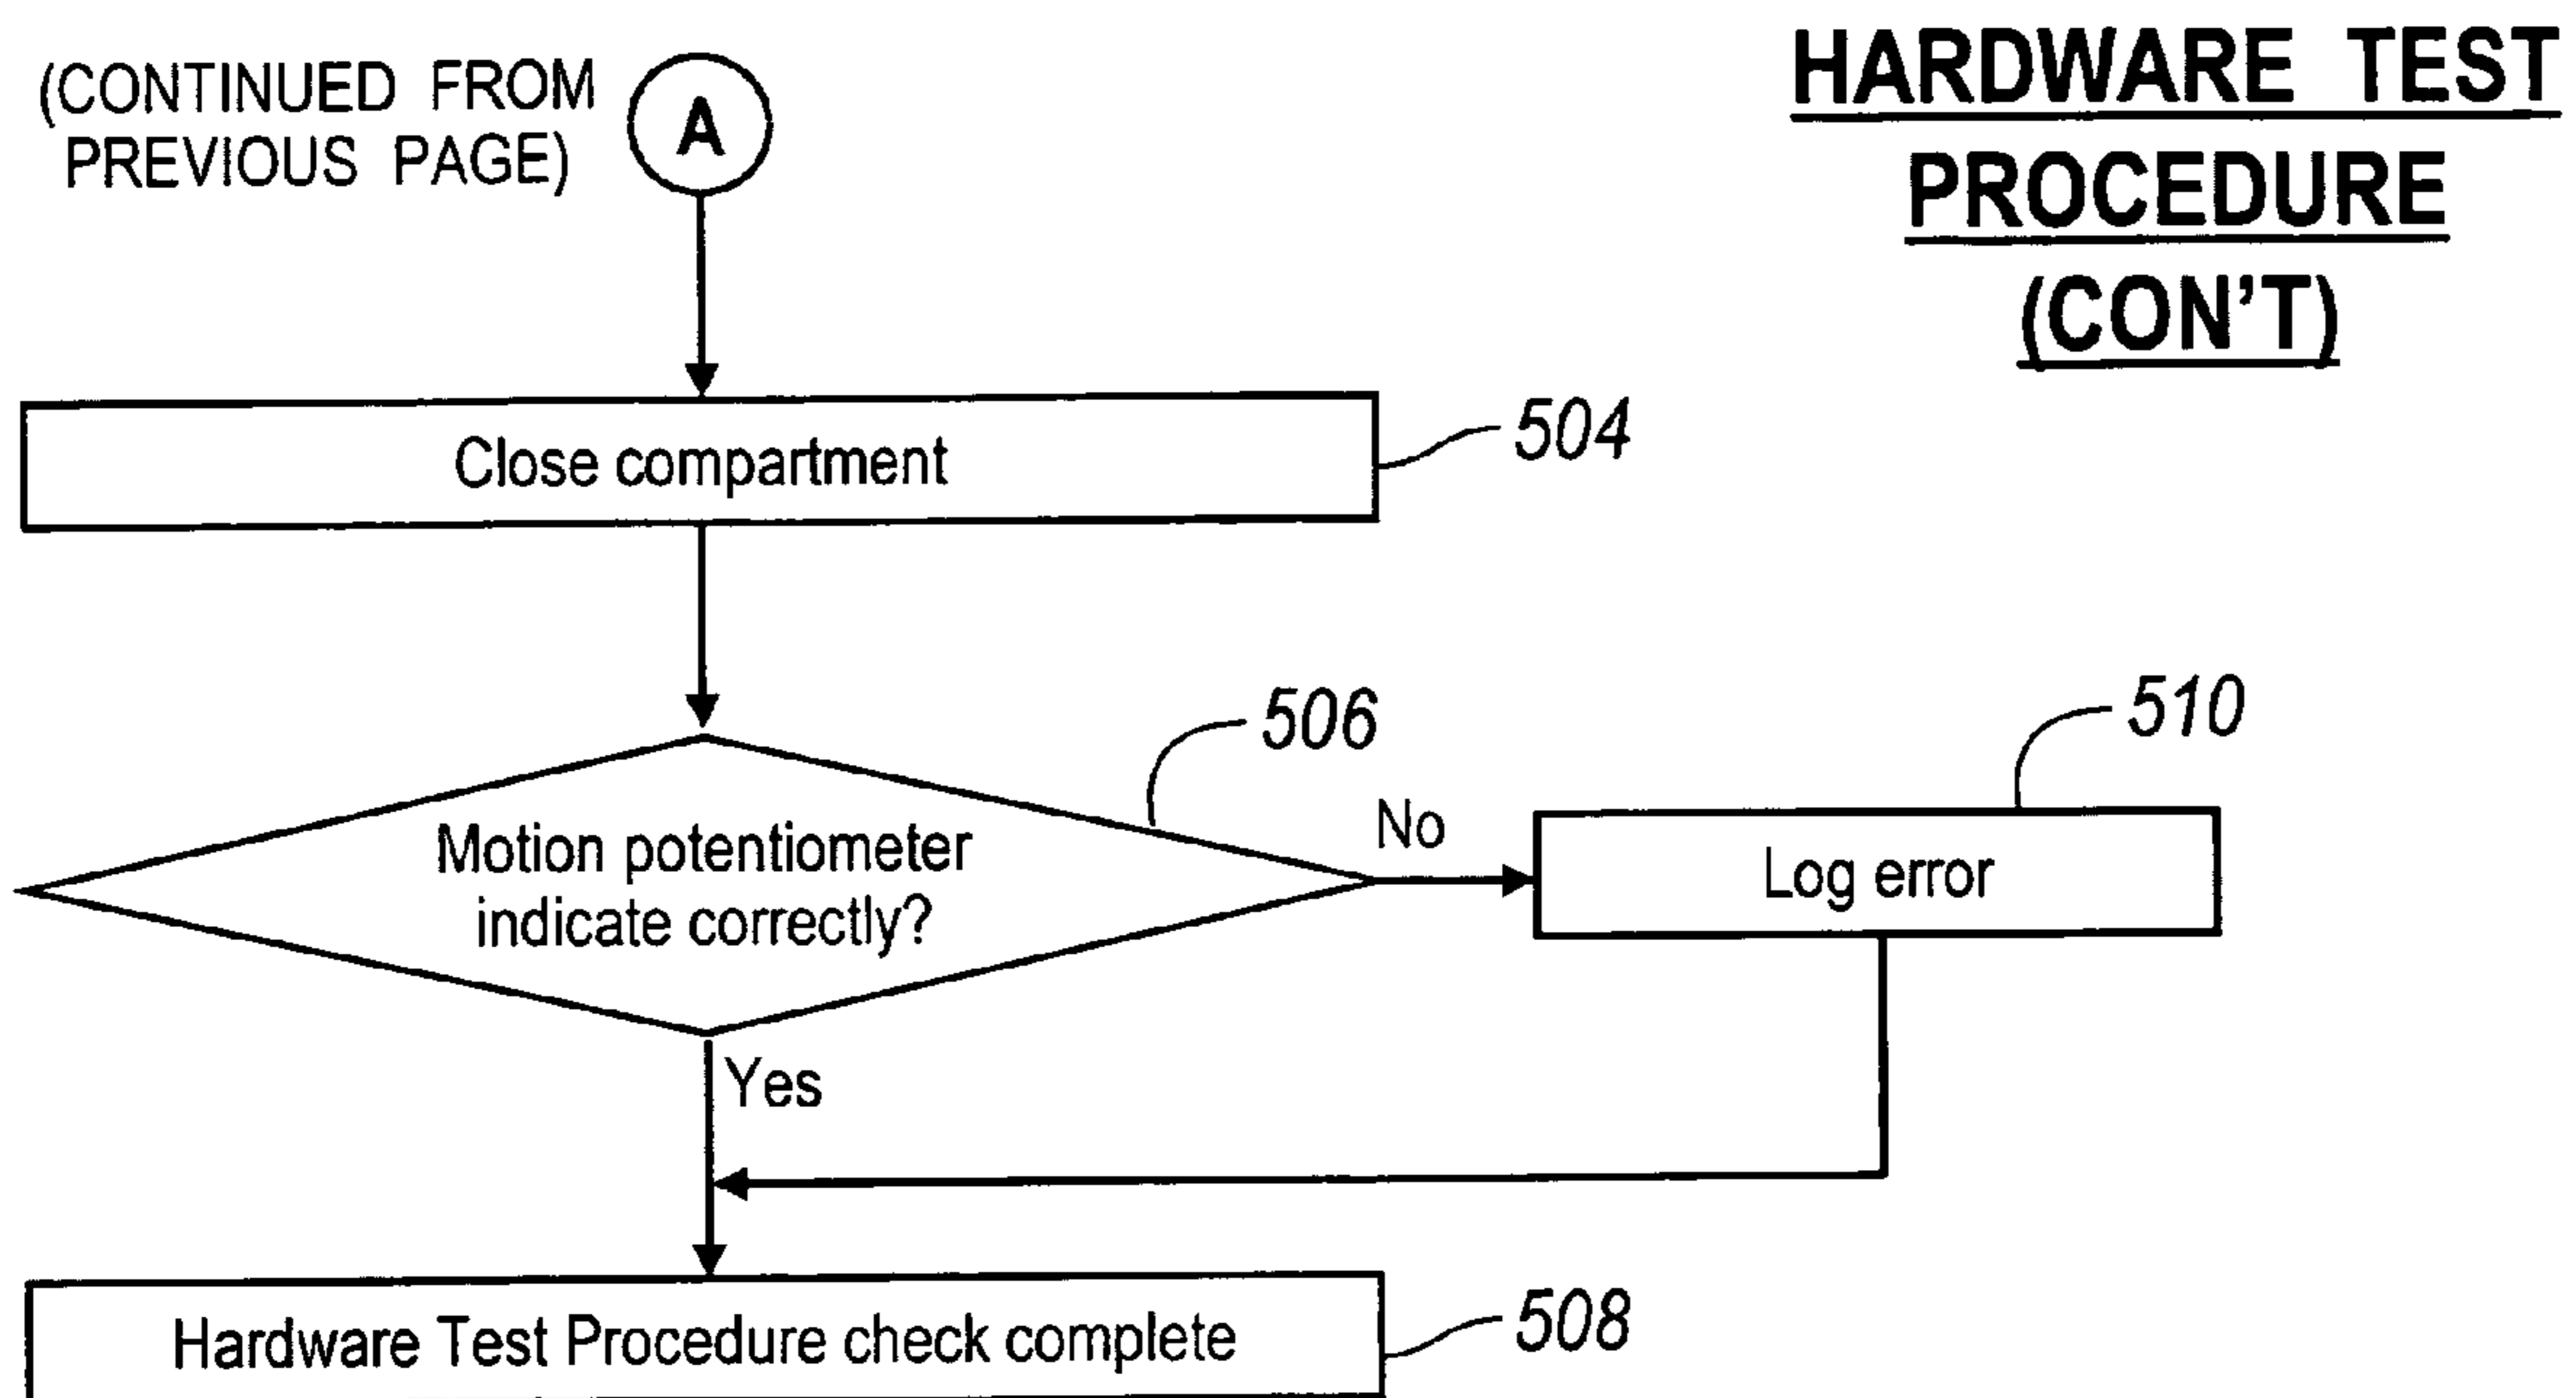 (CONTINUED FROM
PREVIOUS PAGE)
A
HARDWARE TEST
PROCEDURE
(CON'T)
Close compartment
504
Motion potentiometer
indicate correctly?
506
No
Log error
510
Yes
Hardware Test Procedure check complete
508